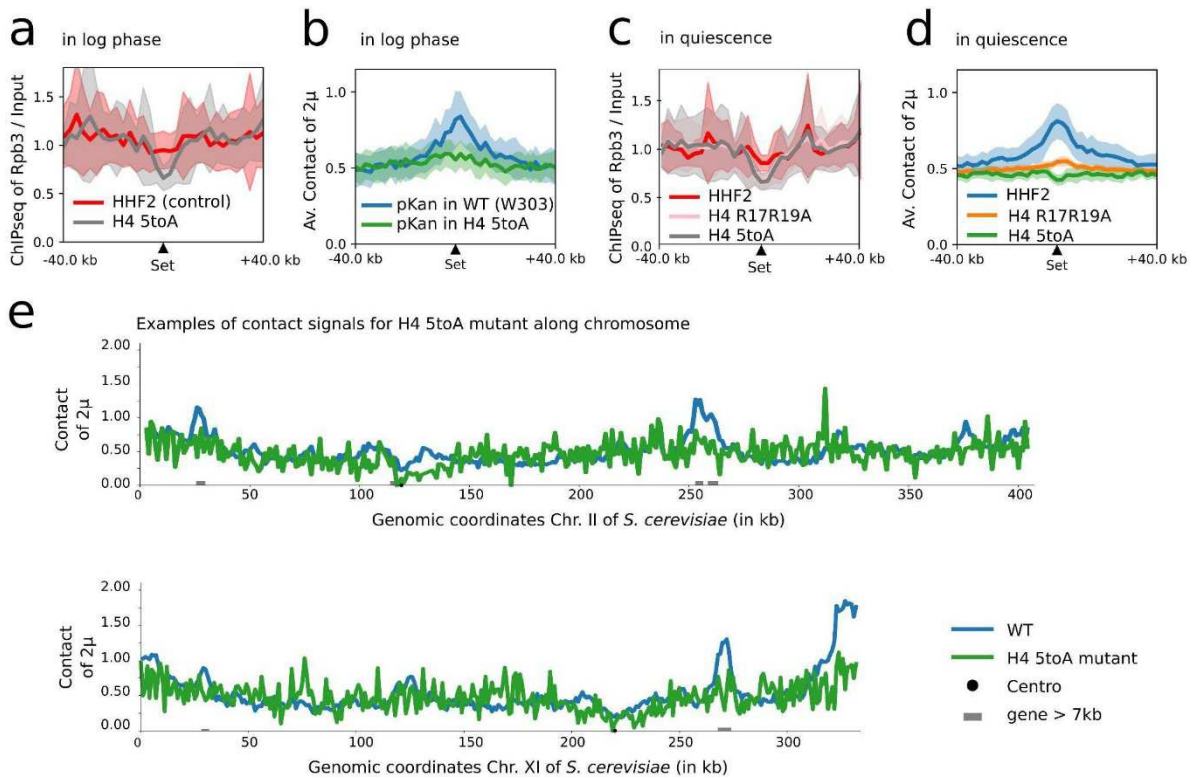 a in log phase
ChIPseq of Rpb3 / Input
1.5
1.0
0.5
0.0
HHF2 (control)
H4 5toA
-40.0 kb
Set
+40.0 kb
b in log phase
Av. Contact of 2μ
1.0
0.5
0.0
pKan in WT (W303)
pKan in H4 5toA
-40.0 kb
Set
+40.0 kb
c in quiescence
ChIPseq of Rpb3 / Input
1.5
1.0
0.5
0.0
HHF2
H4 R17R19A
H4 5toA
-40.0 kb
Set
+40.0 kb
d in quiescence
Av. Contact of 2μ
1.0
0.5
0.0
HHF2
H4 R17R19A
H4 5toA
-40.0 kb
Set
+40.0 kb
e
Examples of contact signals for H4 5toA mutant along chromosome
Contact
of 2μ
2.00
1.50
1.00
0.50
0.00
0 50 100 150 200 250 300 350 400
Genomic coordinates Chr. II of S. cerevisiae (in kb)
Contact
of 2μ
2.00
1.50
1.00
0.50
0.00
0 50 100 150 200 250 300
Genomic coordinates Chr. XI of S. cerevisiae (in kb)
WT
H4 5toA mutant
Centro
gene > 7kb